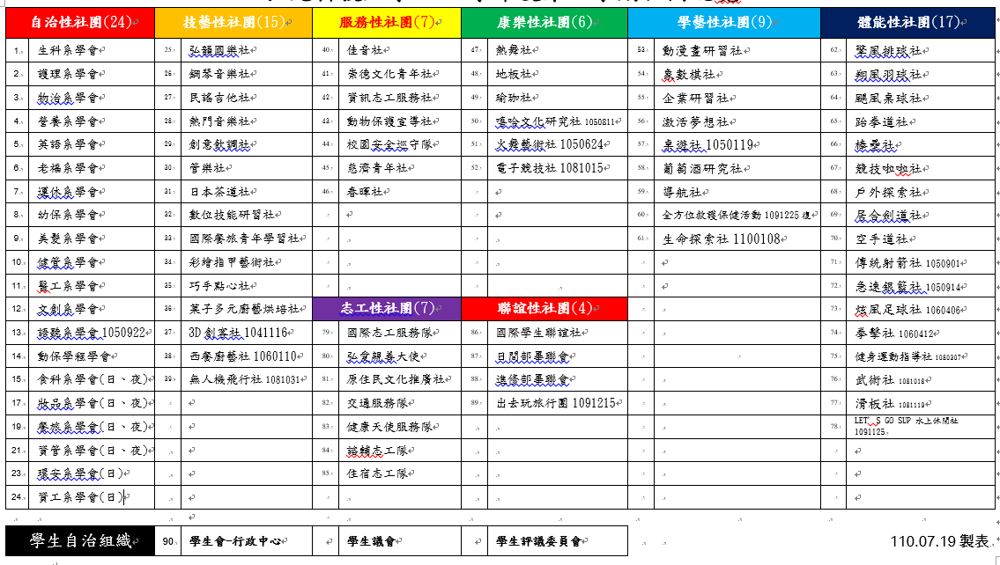 自治性社團(24) 技藝性社團(15) 服務性社團(7) 康樂性社團(6) 學藝性社團(9) 體能性社團(17)
1. 生科系學會 25. 弘韻國樂社 40. 佳音社 47. 熱舞社 53. 動漫畫研習社 62. 擎風排球社
2. 護理系學會 26. 鋼琴音樂社 41. 崇德文化青年社 48. 地板社 54. 象數棋社 63. 翔風羽球社
3. 物治系學會 27. 民謠吉他社 42. 資訊志工服務社 49. 瑜珈社 55. 企業研習社 64. 颶風桌球社
4. 營養系學會 28. 熱門音樂社 43. 動物保護宣導社 50. 嘻哈文化研究社 1050811 56. 激活夢想社 65. 跆拳道社
5. 英語系學會 29. 創意飲調社 44. 校園安全巡守隊 51. 火舞藝術社 1050624 57. 桌遊社 1050119 66. 棒壘社
6. 老福系學會 30. 管樂社 45. 慈濟青年社 52. 電子競技社 1081015 58. 葡萄酒研究社 67. 競技啦啦社
7. 運休系學會 31. 日本茶道社 46. 春暉社 59. 導航社 68. 戶外探索社
8. 幼保系學會 32. 數位技能研習社 60. 全方位救護保健活動 1091225 復 69. 居合劍道社
9. 美髮系學會 33. 國際餐旅青年學習社 61. 生命探索社 1100108 70. 空手道社
10. 健管系學會 34. 彩繪指甲藝術社 71. 傳統射箭社 1050901
11. 醫工系學會 35. 巧手點心社 72. 急速銀籃社 1050914
12. 文創系學會 36. 菓子多元廚藝烘培社 志工性社團(7) 聯誼性社團(4) 73. 炫風足球社 1060406
13. 語聽系學會 1050922 37. 3D 創客社 1041116 79. 國際志工服務隊 86. 國際學生聯誼社 74. 拳擊社 1060412
14. 動保學程學會 38. 西餐廚藝社 1060110 80. 弘愛親善大使 87. 日間部畢聯會 75. 健身運動指導社 1080307
15. 食科系學會(日、夜) 39. 無人機飛行社 1081031 81. 原住民文化推廣社 88. 進修部畢聯會 76. 武術社 1081018
17. 妝品系學會(日、夜) 82. 交通服務隊 89. 出去玩旅行團 1091215 77. 滑板社 1081119
19. 餐旅系學會(日、夜) 83. 健康天使服務隊 78. LET'S GO SUP 水上休閒社
1091125
21. 資管系學會(日、夜) 84. 諮輔志工隊
23. 環安系學會(日) 85. 住宿志工隊
24. 資工系學會(日)
學生自治組織 90. 學生會-行政中心 學生議會 學生評議委員會 110.07.19 製表